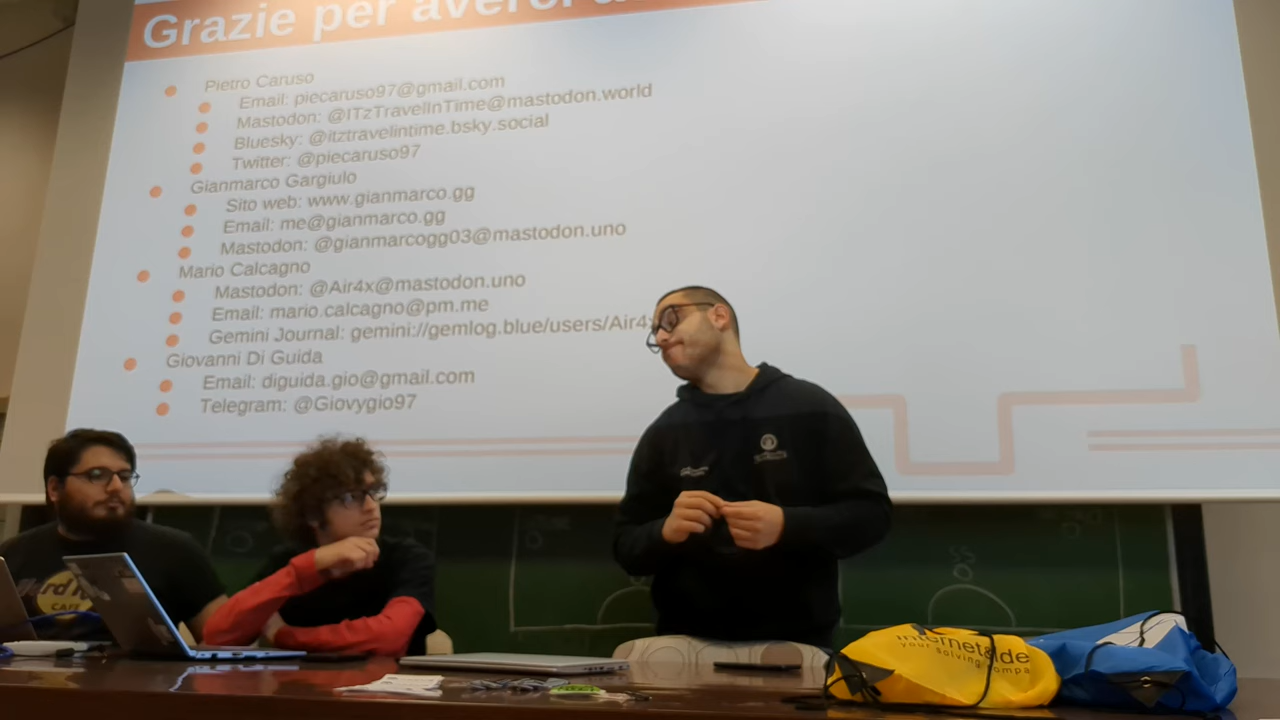 Grazie per averci a
Pietro Caruso
Email: piecaruso97@gmail.com
Mastodon: @ITzTravelInTime@mastodon.world
Bluesky: @itztravelintime.bsky.social
Twitter: @piecaruso97
Gianmarco Gargiulo
Sito web: www.gianmarco.gg
Email: me@gianmarco.gg
Mastodon: @gianmarcogg03@mastodon.uno
Mario Calcagno
Mastodon: @Air4x@mastodon.uno
Email: mario.calcagno@pm.me
Gemini Journal: gemini://gemlog.blue/users/Air4x
Giovanni Di Guida
Email: diguida.gio@gmail.com
Telegram: @Giovygio97
Hard R
CAFE
internet&ide
your solving compa